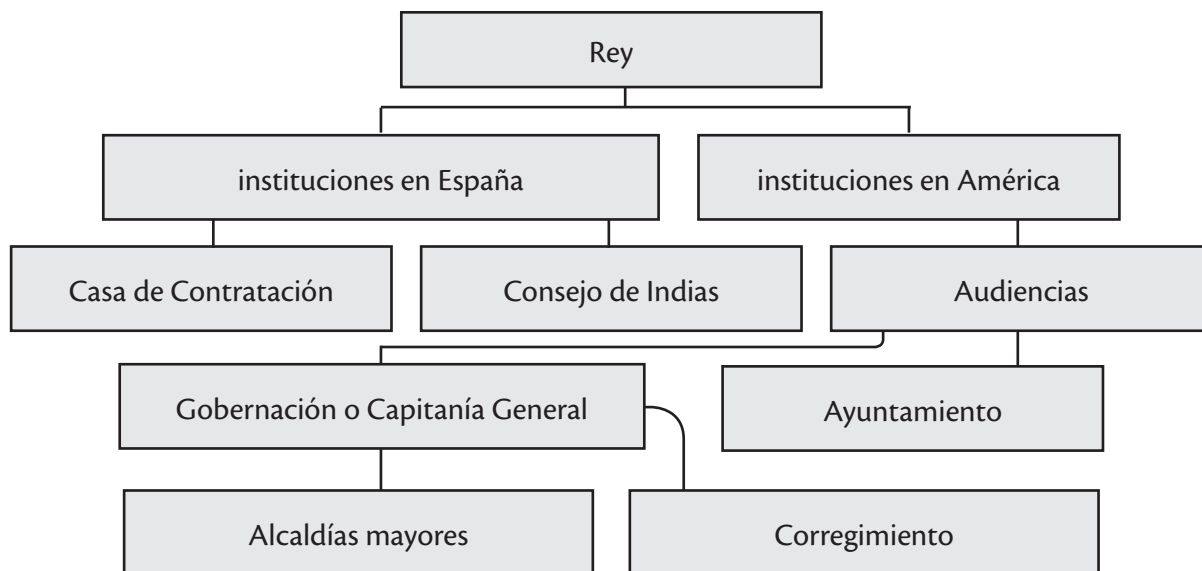 Rey
instituciones en España
instituciones en América
Casa de Contratación
Consejo de Indias
Audiencias
Gobernación o Capitanía General
Ayuntamiento
Alcaldías mayores
Corregimiento